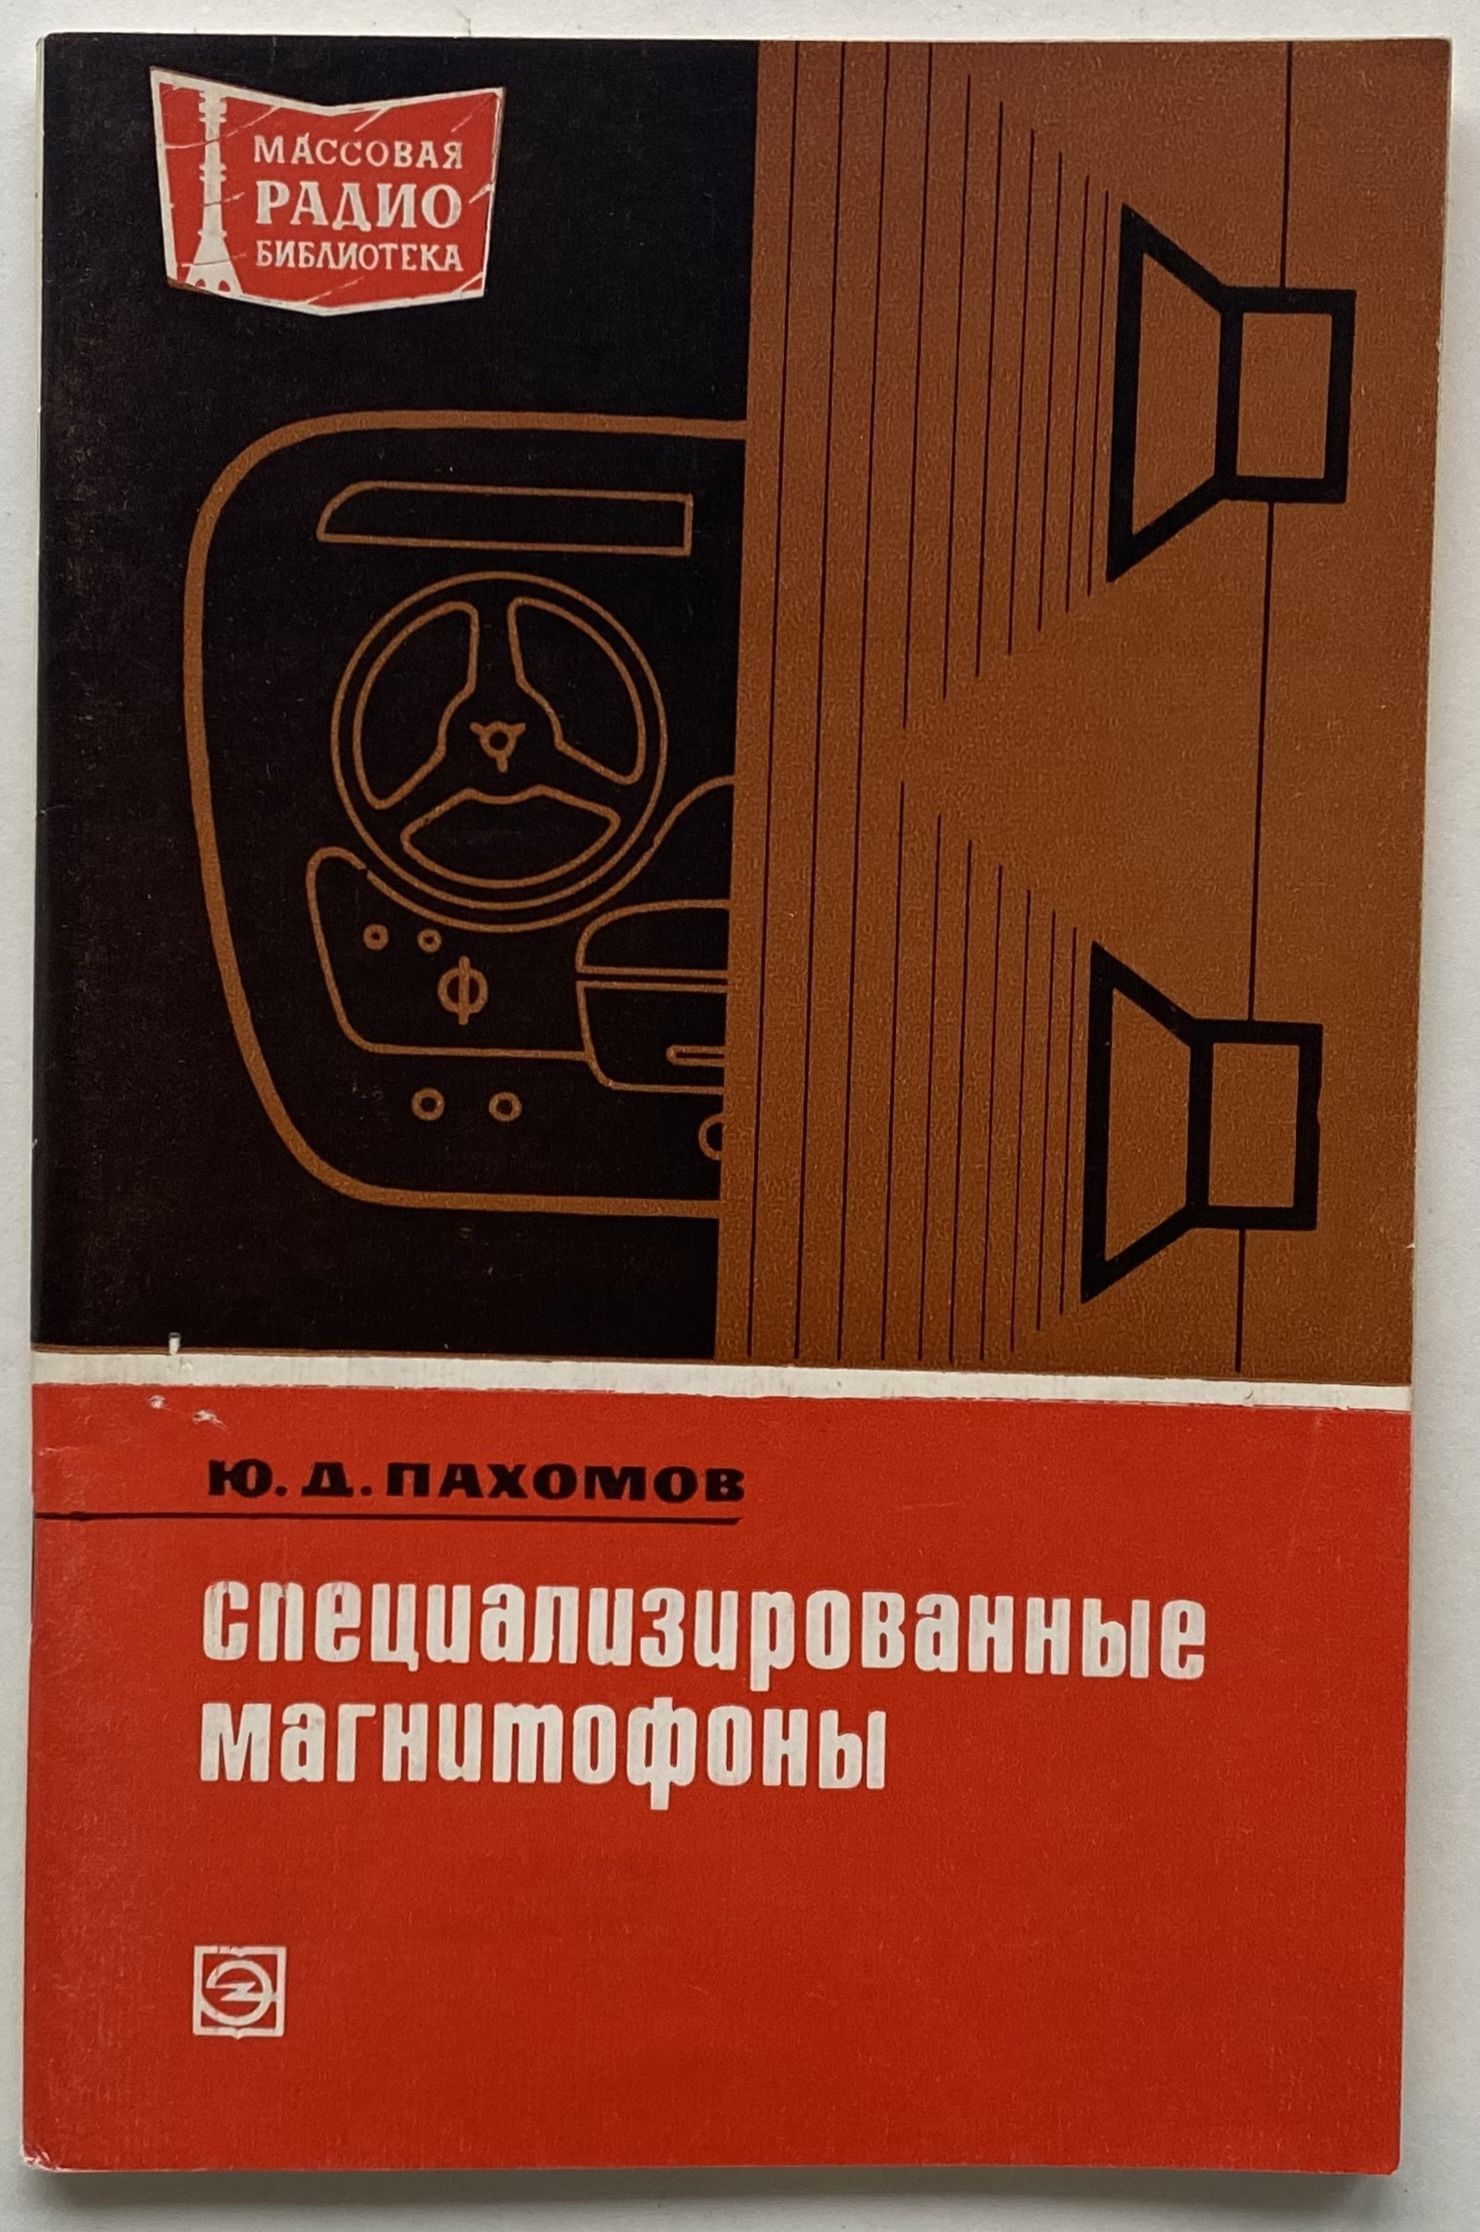 МАССОВАЯ
РАДИО
БИБЛИОТЕКА
Ю. Д. ПАХОМОВ
СПЕЦИАЛИЗИРОВАННЫЕ
МАГНИТОФОНЫ